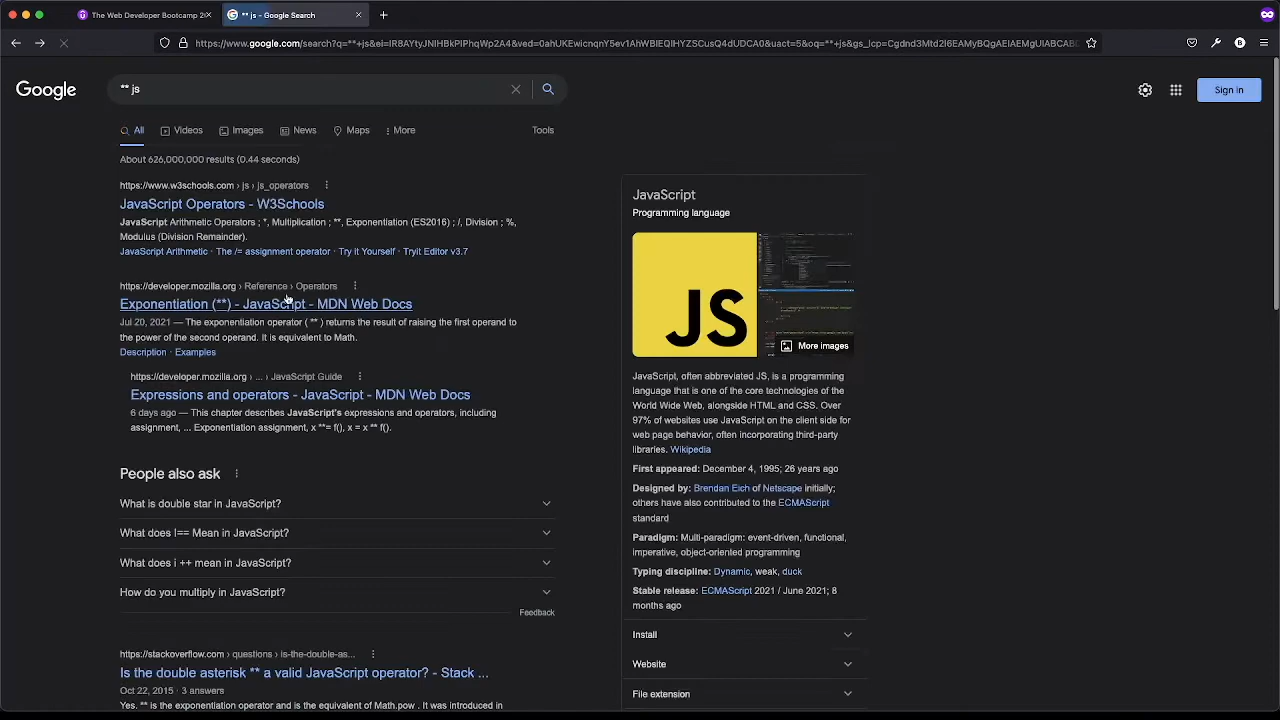 The Web Developer Bootcamp 20
** js - Google Search
https://www.google.com/search?q=**+js&ei=
Google
** js
Sign in
All
Videos
Images
News
Maps
More
Tools
About 626,000,000 results (0.44 seconds)
https://www.w3schools.com › js › js_operators
JavaScript Operators - W3Schools
JavaScript Arithmetic Operators ; *, Multiplication ; **, Exponentiation (ES2016) ; /, Division ; %,
Modulus (Division Remainder).
JavaScript Arithmetic · The /= assignment operator · Try it Yourself · Tryit Editor v3.7
https://developer.mozilla.org › Reference › Operators
Exponentiation (**) - JavaScript - MDN Web Docs
Jul 20, 2021 — The exponentiation operator ( ** ) returns the result of raising the first operand to
the power of the second operand. It is equivalent to Math.
Description · Examples
https://developer.mozilla.org › ... › JavaScript Guide
Expressions and operators - JavaScript - MDN Web Docs
6 days ago — This chapter describes JavaScript's expressions and operators, including
assignment, ... Exponentiation assignment, x **= f(), x = x ** f().
People also ask
What is double star in JavaScript?
What does !== Mean in JavaScript?
What does i ++ mean in JavaScript?
How do you multiply in JavaScript?
Feedback
https://stackoverflow.com › questions › is-the-double-as...
Is the double asterisk ** a valid JavaScript operator? - Stack ...
Oct 22, 2015 · 3 answers
Yes. ** is the exponentiation operator and is the equivalent of Math.pow . It was introduced in
JavaScript
Programming language
JS
More images
JavaScript, often abbreviated JS, is a programming
language that is one of the core technologies of the
World Wide Web, alongside HTML and CSS. Over
97% of websites use JavaScript on the client side for
web page behavior, often incorporating third-party
libraries. Wikipedia
First appeared: December 4, 1995; 26 years ago
Designed by: Brendan Eich of Netscape initially;
others have also contributed to the ECMAScript
standard
Paradigm: Multi-paradigm: event-driven, functional,
imperative, object-oriented programming
Typing discipline: Dynamic, weak, duck
Stable release: ECMAScript 2021 / June 2021; 8
months ago
Install
Website
File extension